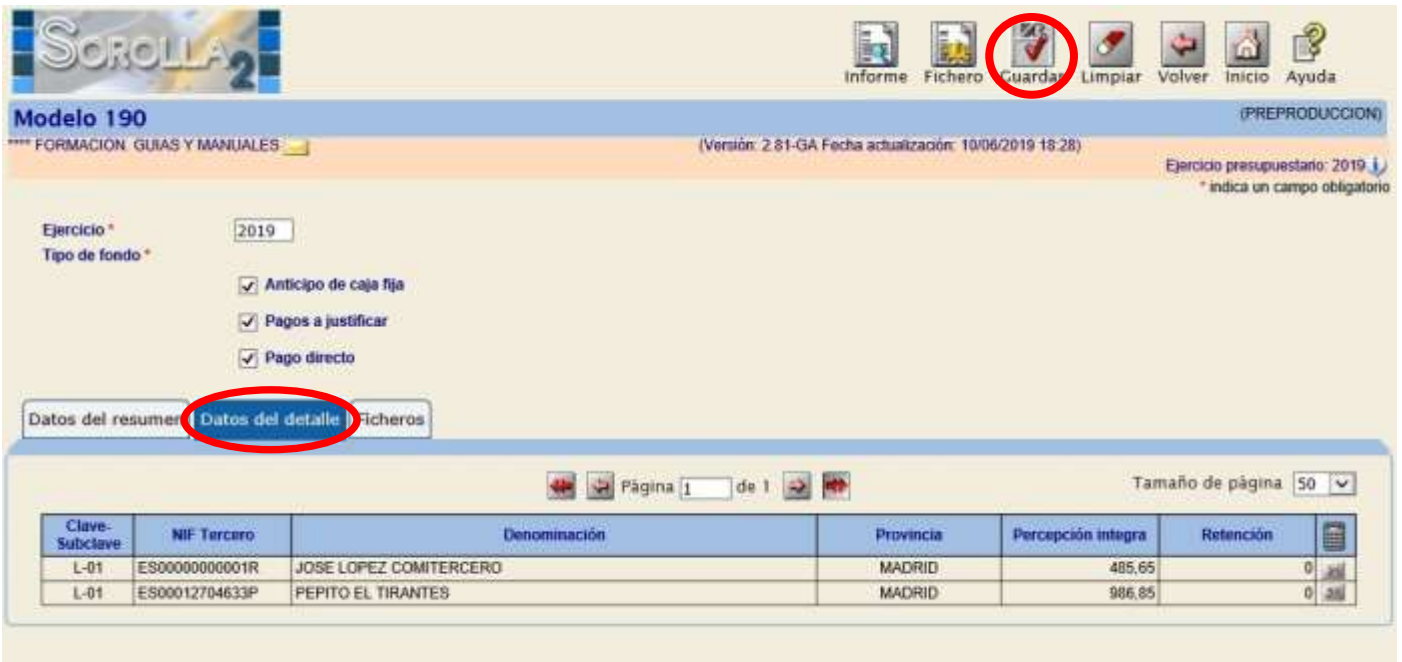 SOROLLA2
Informe Fichero Guardar Limpiar Volver Inicio Ayuda
Modelo 190 (PREPRODUCCION)
**** FORMACION. GUIAS Y MANUALES (Versión: 2.81-GA Fecha actualización: 10/06/2019 18:28)
Ejercicio presupuestario: 2019
* indica un campo obligatorio
Ejercicio * 2019
Tipo de fondo *
Anticipo de caja fija
Pagos a justificar
Pago directo
Datos del resumen Datos del detalle Ficheros
Página 1 de 1 Tamaño de página 50
Clave-Subclave NIF Tercero Denominación Provincia Percepción integra Retención
L-01 ES00000000001R JOSE LOPEZ COMITERCERO MADRID 485,65 0
L-01 ES00012704633P PEPITO EL TIRANTES MADRID 986,85 0